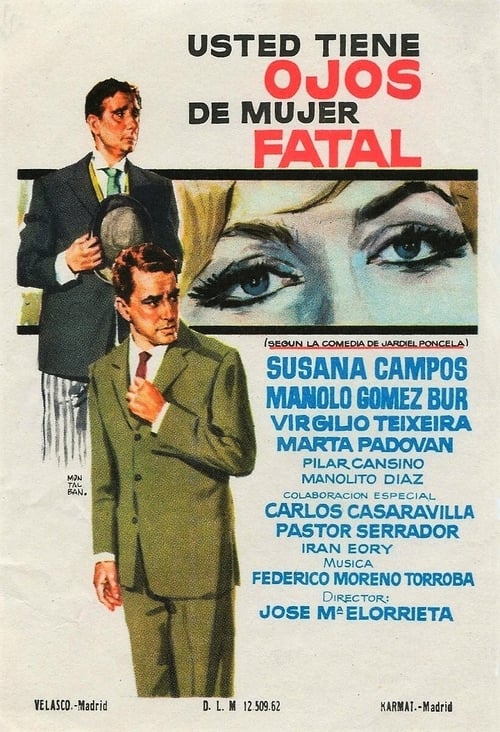 USTED TIENE
OJOS
DE MUJER
FATAL
(SEGUN LA COMEDIA DE JARDIEL PONCELA)
SUSANA CAMPOS
MANOLO GOMEZ BUR
VIRGILIO TEIXEIRA
MARTA PADOVAN
PILAR CANSINO
MANOLITO DIAZ
COLABORACION ESPECIAL
CARLOS CASARAVILLA
PASTOR SERRADOR
IRAN EORY
MUSICA
FEDERICO MORENO TORROBA
DIRECTOR:
JOSE Mª ELORRIETA
MON
TAL
BAN.
VELASCO.-Madrid D. L. M 12.509.62 KARMAT.-Madrid